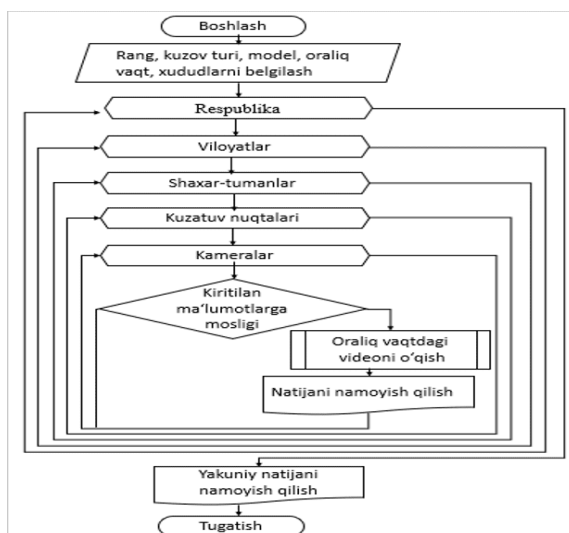 Boshlash
Rang, kuzov turi, model, oraliq
vaqt, xududlarni belgilash
Respublika
Viloyatlar
Shaxar-tumanlar
Kuzatuv nuqtalari
Kameralar
Kiritilan
ma’lumotlarga
mosligi
Oraliq vaqtdagi
videoni o‘qish
Natijani namoyish qilish
Yakuniy natijani
namoyish qilish
Tugatish